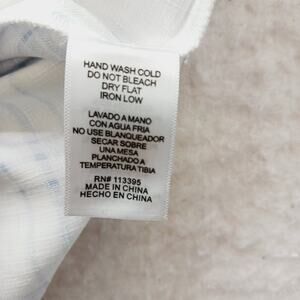 HAND WASH COLD
DO NOT BLEACH
DRY FLAT
IRON LOW
LAVADO A MANO
CON AGUA FRIA
NO USE BLANQUEADOR
SECAR SOBRE
UNA MESA
PLANCHADO A
TEMPERATURA TIBIA
RN# 113395
MADE IN CHINA
HECHO EN CHINA